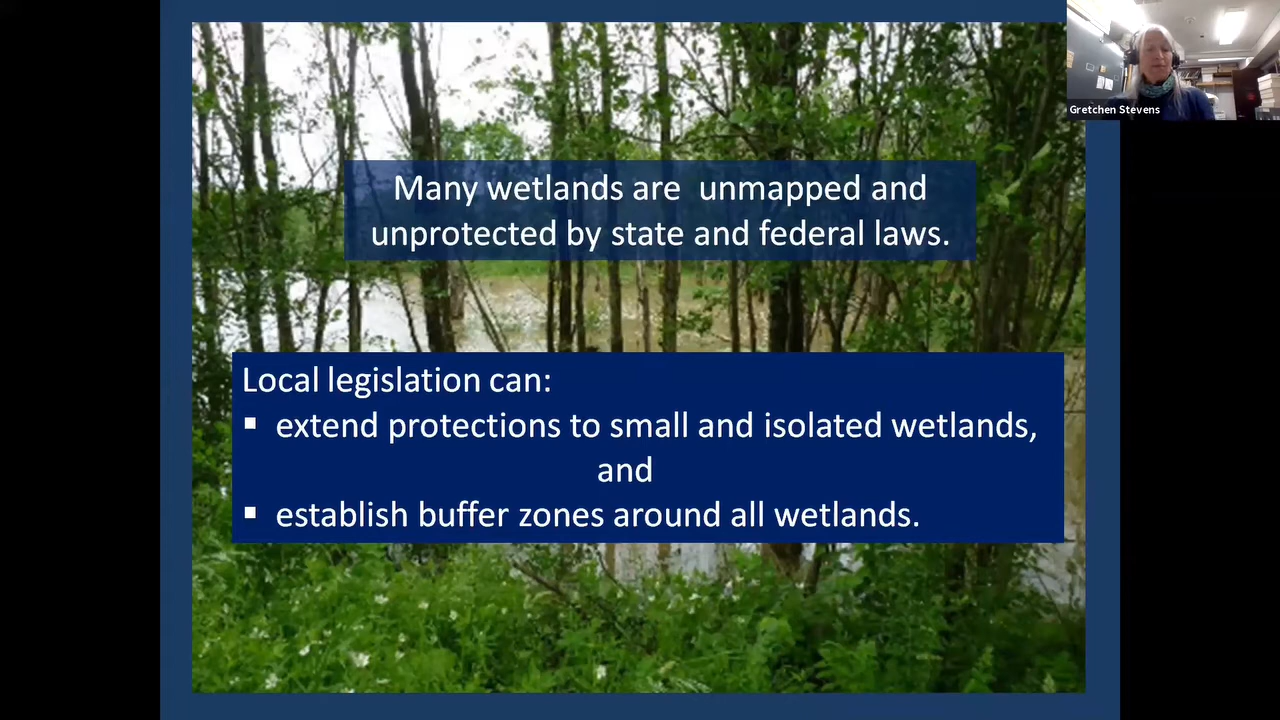 Gretchen Stevens
Many wetlands are unmapped and
unprotected by state and federal laws.
Local legislation can:
▪ extend protections to small and isolated wetlands,
and
▪ establish buffer zones around all wetlands.